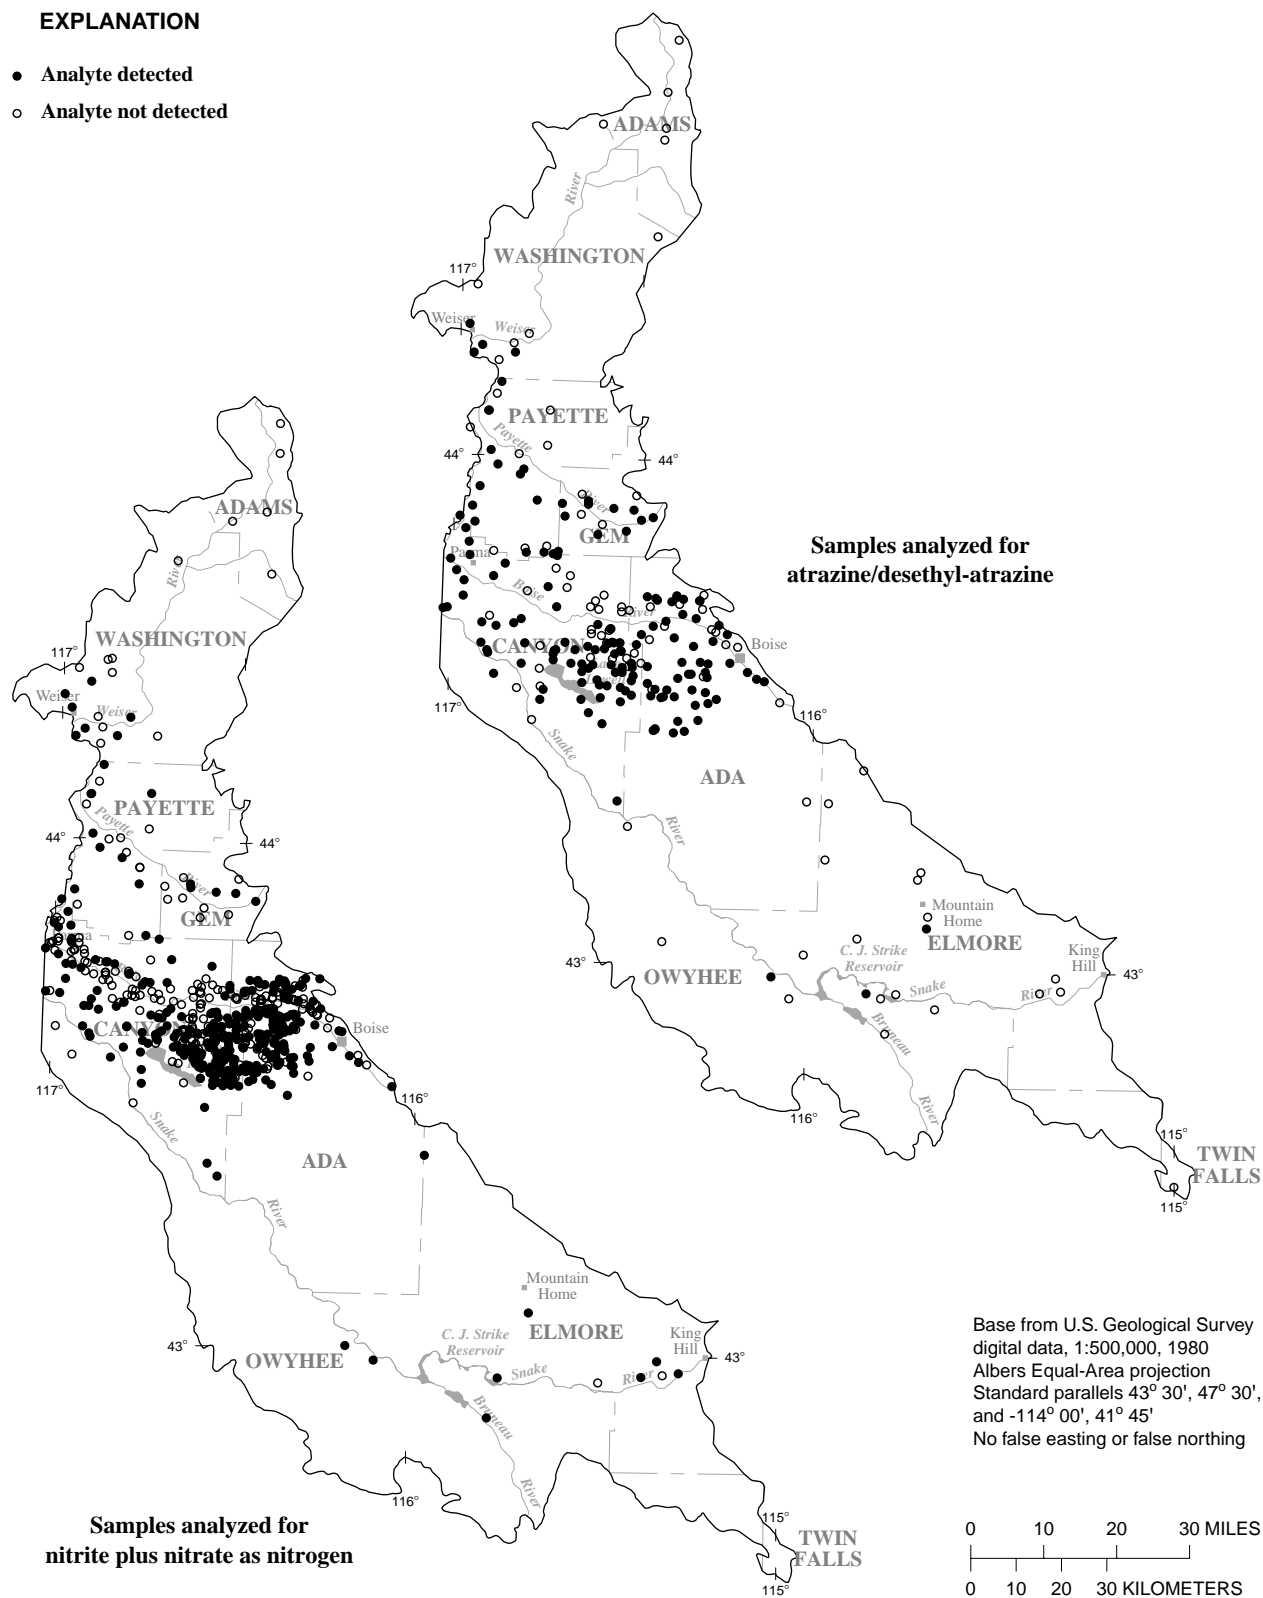 EXPLANATION
Analyte detected
Analyte not detected
ADAMS
River
WASHINGTON
117°
Weiser
Weiser
PAYETTE
Payette
44°
44°
River
GEM
Parma
Boise
River
CANYON
Boise
117°
116°
Snake
ADA
River
Mountain
Home
ELMORE
C. J. Strike
Reservoir
King
Hill
43°
43°
OWYHEE
Snake
River
Bruneau
River
116°
115°
TWIN
FALLS
115°
Samples analyzed for
atrazine/desethyl-atrazine
ADAMS
River
WASHINGTON
117°
Weiser
Weiser
PAYETTE
Payette
44°
44°
River
GEM
CANYON
Boise
117°
116°
Snake
ADA
River
Mountain
Home
ELMORE
C. J. Strike
Reservoir
King
Hill
43°
43°
OWYHEE
Snake
River
Bruneau
River
116°
115°
TWIN
FALLS
115°
Samples analyzed for
nitrite plus nitrate as nitrogen
Base from U.S. Geological Survey
digital data, 1:500,000, 1980
Albers Equal-Area projection
Standard parallels 43° 30', 47° 30',
and -114° 00', 41° 45'
No false easting or false northing
0 10 20 30 MILES
0 10 20 30 KILOMETERS